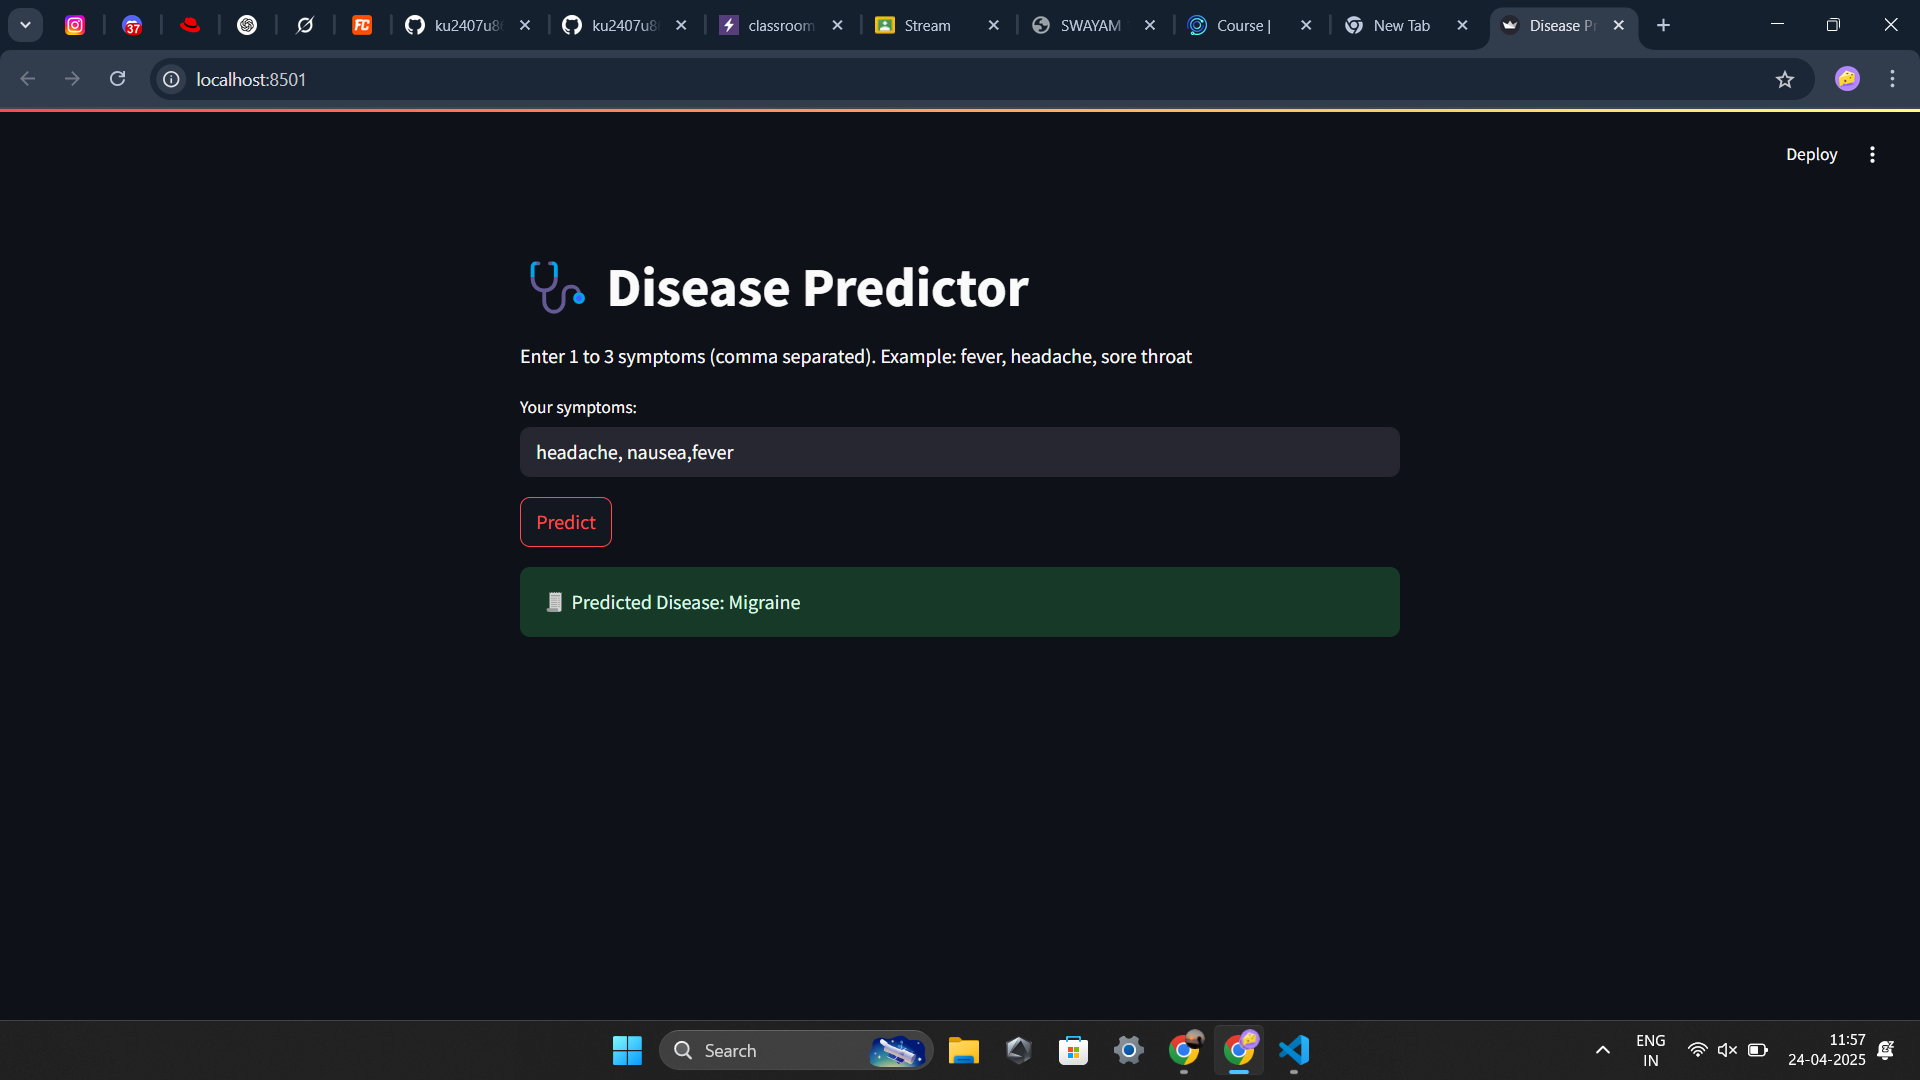 37
FC
ku2407u8
ku2407u8
classroom
Stream
SWAYAM
Course |
New Tab
Disease Pr
localhost:8501
Deploy
Disease Predictor
Enter 1 to 3 symptoms (comma separated). Example: fever, headache, sore throat
Your symptoms:
headache, nausea,fever
Predict
Predicted Disease: Migraine
Search
ENG
IN
11:57
24-04-2025